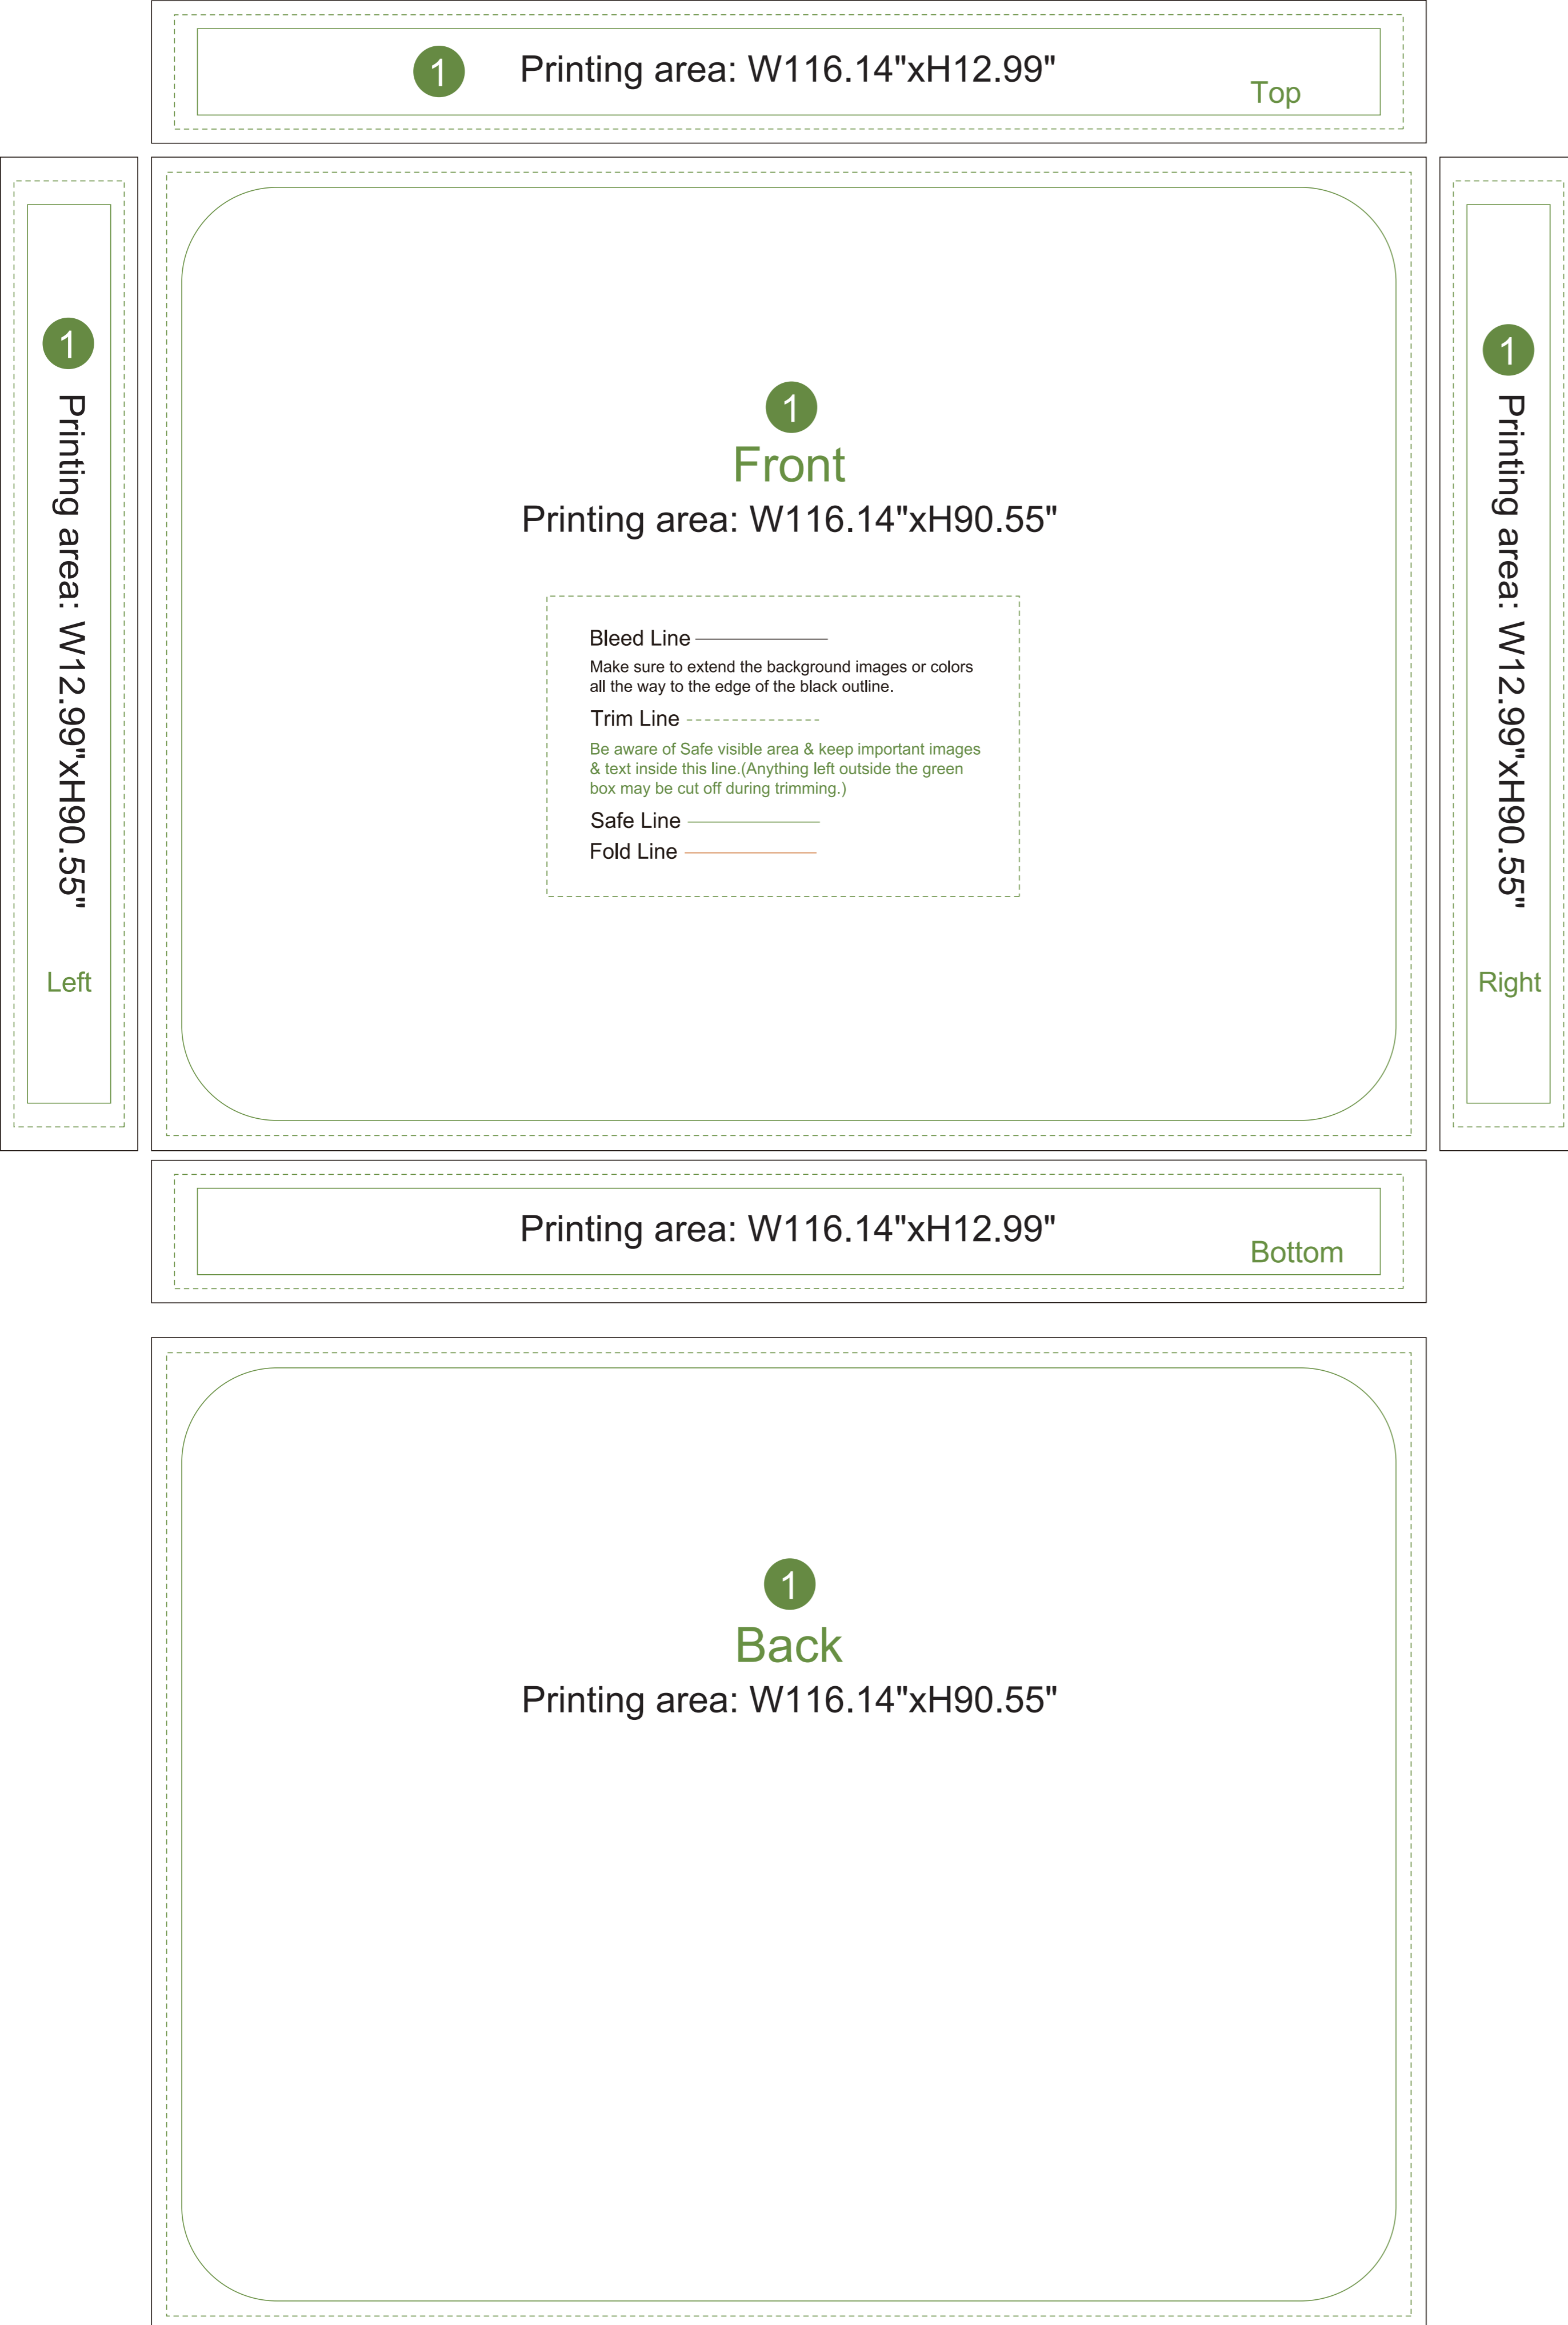 1 Printing area: W116.14"xH12.99"
Top
1 Printing area: W12.99"xH90.55"
Left
1
Front
Printing area: W116.14"xH90.55"
Bleed Line
Make sure to extend the background images or colors
all the way to the edge of the black outline.
Trim Line
Be aware of Safe visible area & keep important images
& text inside this line.(Anything left outside the green
box may be cut off during trimming.)
Safe Line
Fold Line
1 Printing area: W12.99"xH90.55"
Right
Printing area: W116.14"xH12.99"
Bottom
1
Back
Printing area: W116.14"xH90.55"